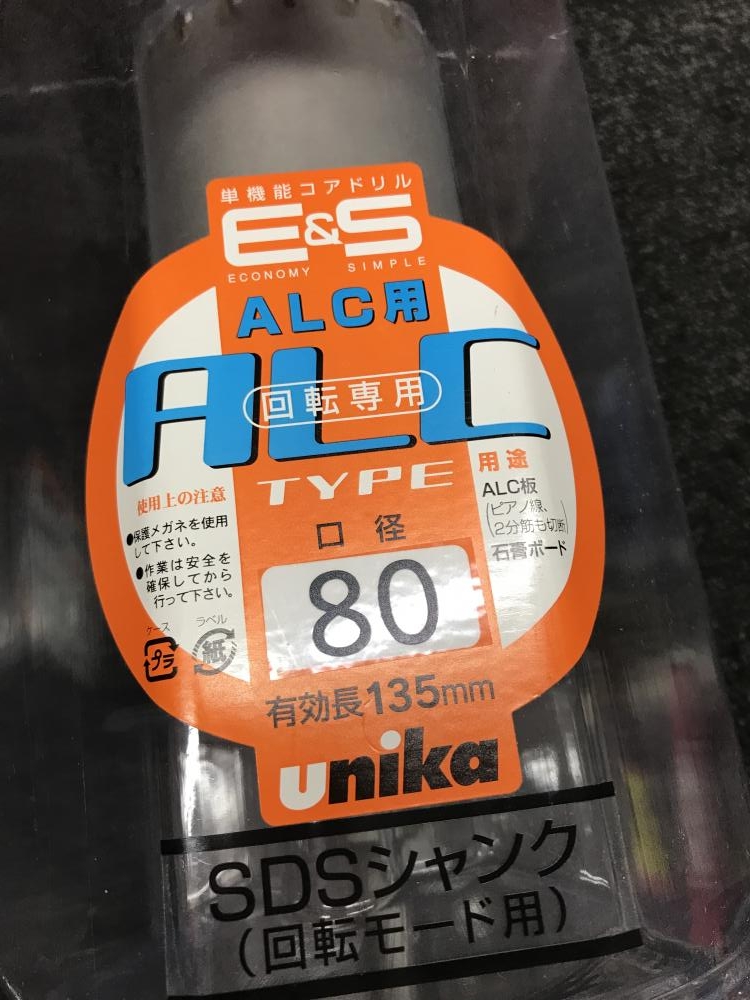 単機能コアドリル
E&S
ECONOMY SIMPLE
ALC用
ALC
回転専用
TYPE
使用上の注意
●保護メガネを使用
して下さい。
●作業は安全を
確保してから
行って下さい。
ケース
プラ
ラベル
紙
用途
ALC板
(ピアノ線、
2分筋も切断)
石膏ボード
口径
80
有効長135mm
unika
SDSシャンク
(回転モード用)